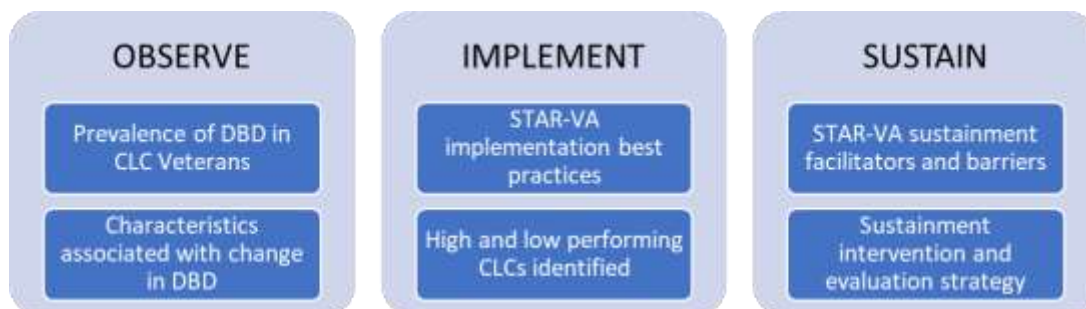 OBSERVE
Prevalence of DBD in
CLC Veterans
Characteristics
associated with change
in DBD
IMPLEMENT
STAR-VA
implementation best
practices
High and low performing
CLCs identified
SUSTAIN
STAR-VA sustainment
facilitators and barriers
Sustainment
intervention and
evaluation strategy